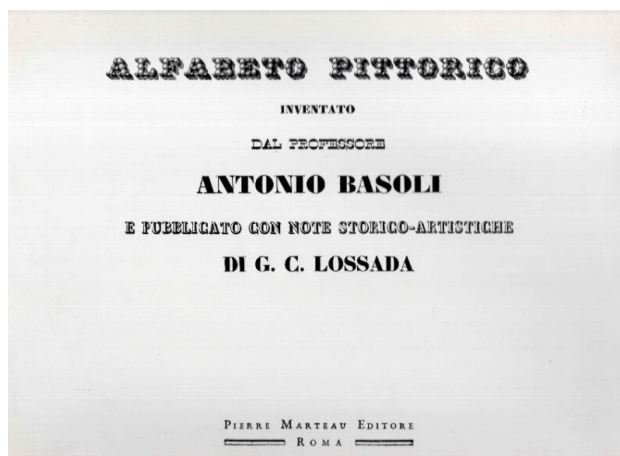 ALFABETO PITTORICO
INVENTATO
DAL PROFESSORE
ANTONIO BASOLI
E PUBBLICATO CON NOTE STORICO-ARTISTICHE
DI G. C. LOSSADA
PIERRE MARTEAU EDITORE
ROMA